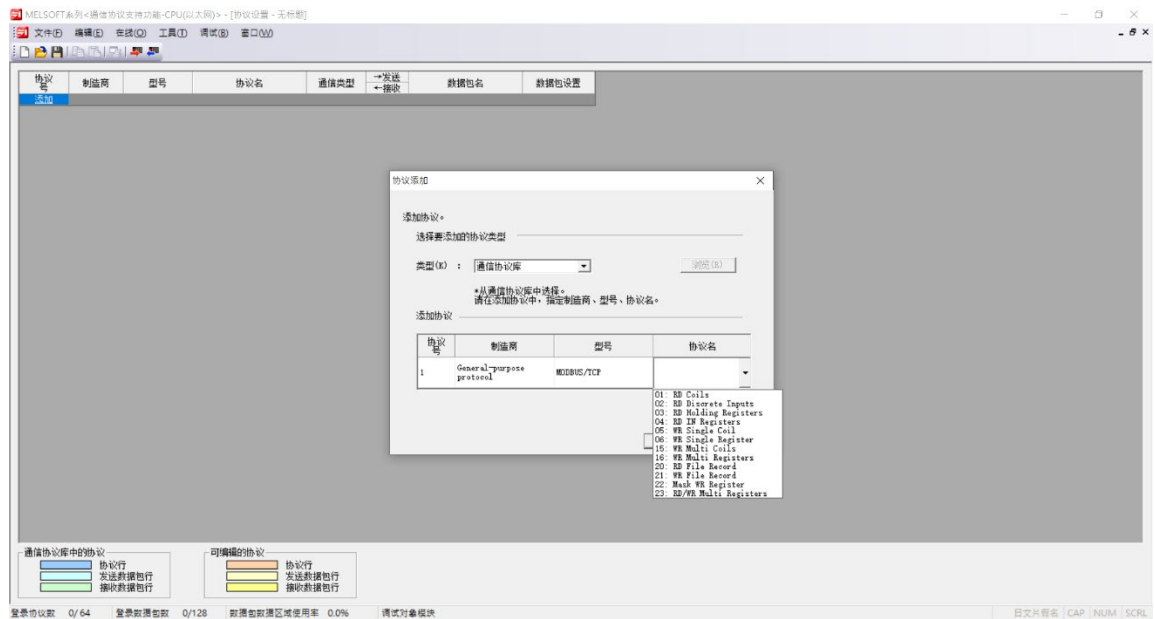 MELSOFT系列<通信协议支持功能-CPU(以太网)> - [协议设置 - 无标题]
文件(F) 编辑(E) 在线(O) 工具(T) 调试(B) 窗口(W)
协议号 制造商 型号 协议名 通信类型 →发送 ←接收 数据包名 数据包设置
添加
协议添加
添加协议。
选择要添加的协议类型
类型(K) : 通信协议库 浏览(B)
*从通信协议库中选择。
请在添加协议中，指定制造商、型号、协议名。
添加协议
协议号 制造商 型号 协议名
1 General-purpose protocol MODBUS/TCP
01: RD Coils
02: RD Discrete Inputs
03: RD Holding Registers
04: RD IN Registers
05: WR Single Coil
06: WR Single Register
15: WR Multi Coils
16: WR Multi Registers
20: RD File Record
21: WR File Record
22: Mask WR Register
23: RD/WR Multi Registers
通信协议库中的协议 可编辑的协议
协议行 协议行
发送数据包行 发送数据包行
接收数据包行 接收数据包行
登录协议数 0/64 登录数据包数 0/128 数据包数据区域使用率 0.0% 调试对象模块 日文片假名 CAP NUM SCRL